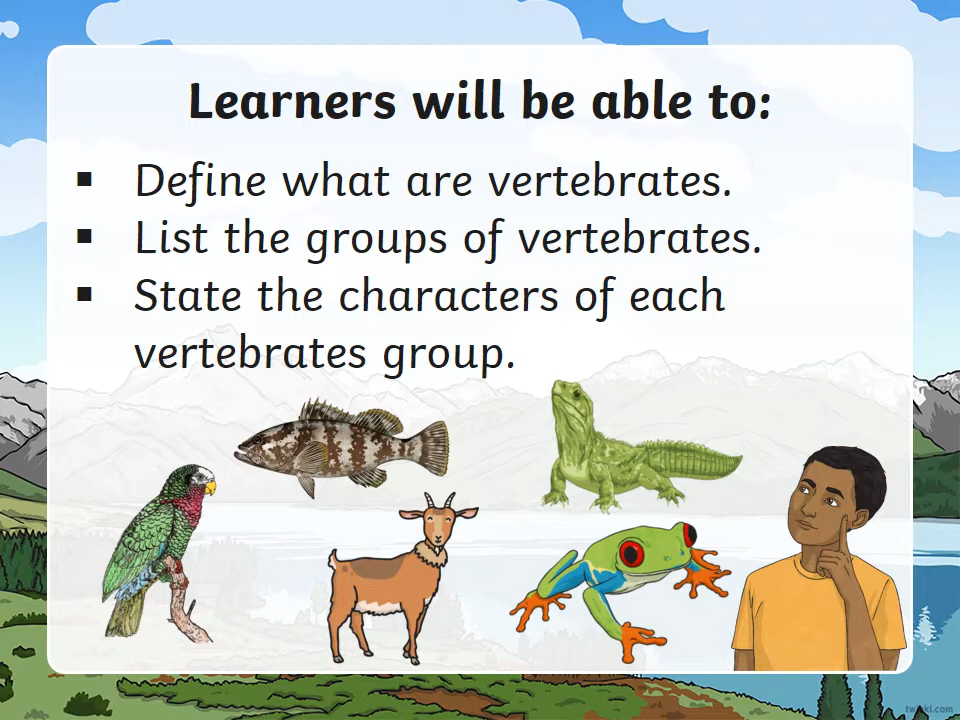 Learners will be able to:
▪ Define what are vertebrates.
▪ List the groups of vertebrates.
▪ State the characters of each
vertebrates group.
twinkl.com